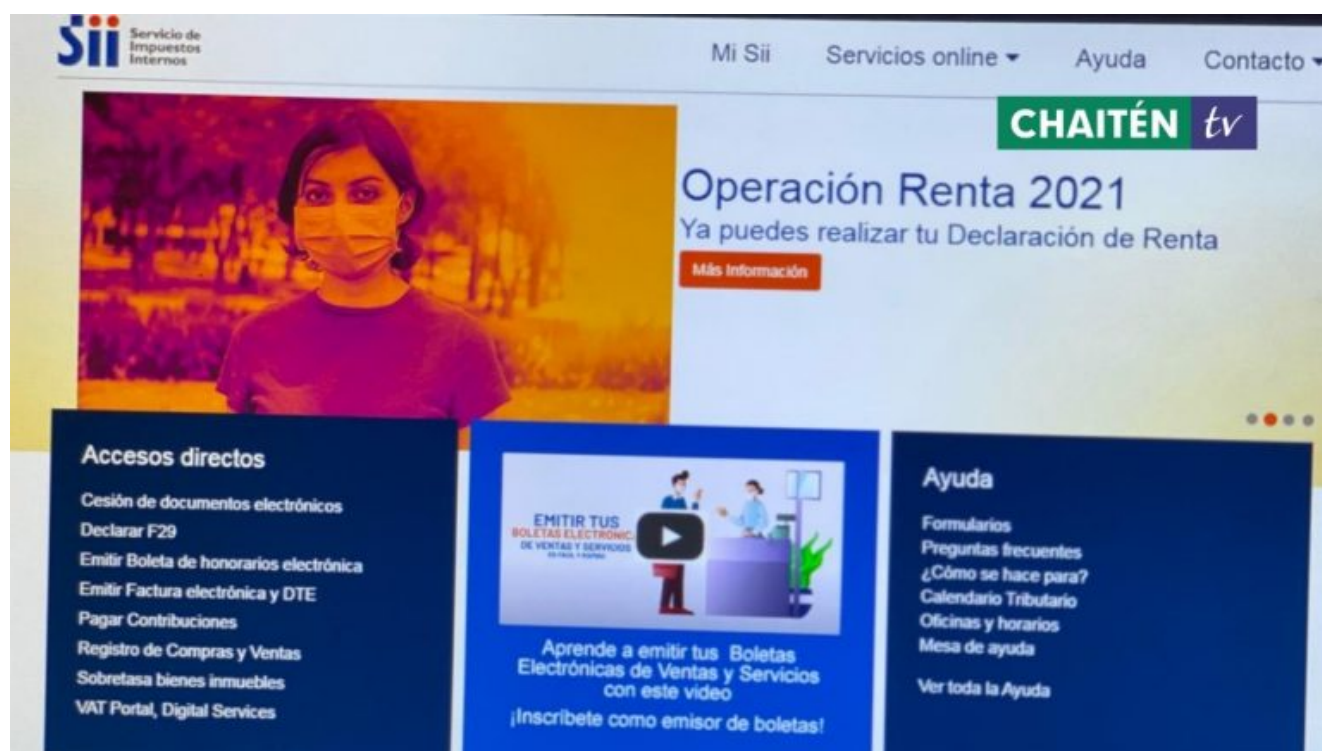 Sii
Servicio de
Impuestos
Internos
Mi Sii
Servicios online
Ayuda
Contacto
CHAITÉN tv
Operación Renta 2021
Ya puedes realizar tu Declaración de Renta
Más Información
Accesos directos
Cesión de documentos electrónicos
Declarar F29
Emitir Boleta de honorarios electrónica
Emitir Factura electrónica y DTE
Pagar Contribuciones
Registro de Compras y Ventas
Sobretasa bienes inmuebles
VAT Portal, Digital Services
EMITIR TUS
BOLETAS ELECTRÓNIC
DE VENTAS Y SERVICIOS
ES FÁCIL Y RÁPIDO
Aprende a emitir tus Boletas
Electrónicas de Ventas y Servicios
con este video
¡Inscríbete como emisor de boletas!
Ayuda
Formularios
Preguntas frecuentes
¿Cómo se hace para?
Calendario Tributario
Oficinas y horarios
Mesa de ayuda
Ver toda la Ayuda